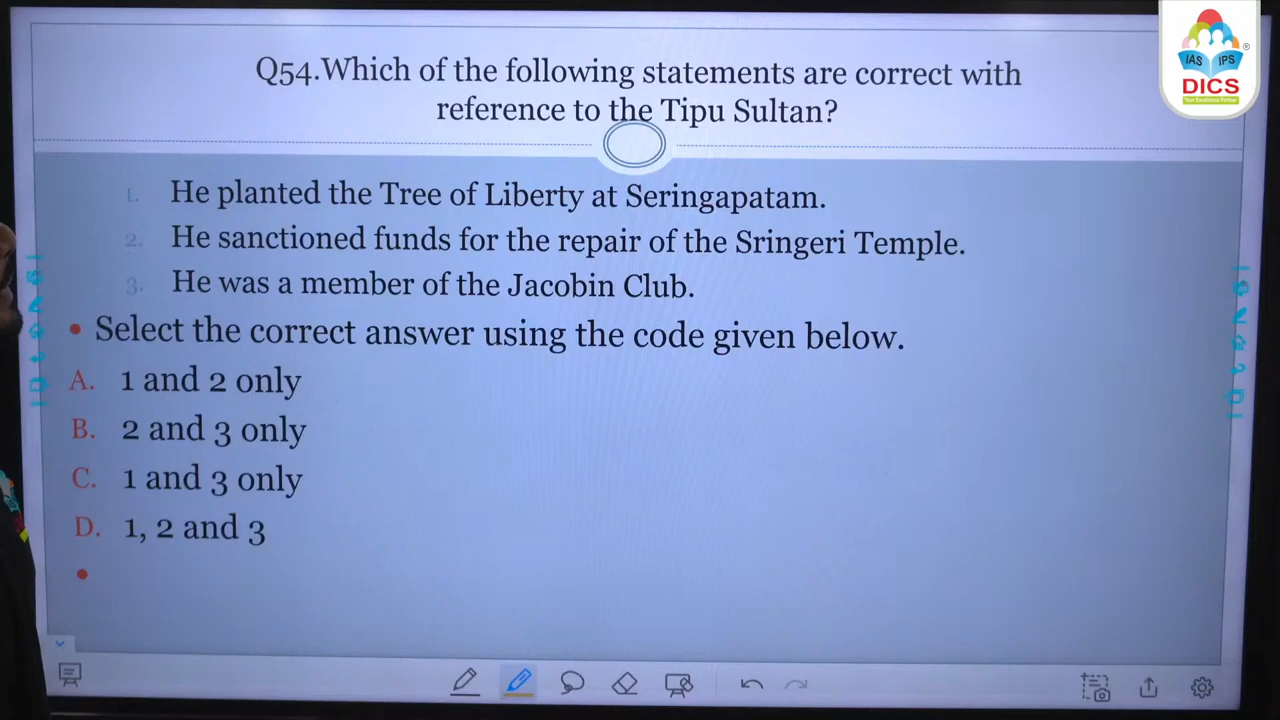 IAS IPS
DICS
Your Excellence Partner
Q54.Which of the following statements are correct with
reference to the Tipu Sultan?
1. He planted the Tree of Liberty at Seringapatam.
2. He sanctioned funds for the repair of the Sringeri Temple.
3. He was a member of the Jacobin Club.
• Select the correct answer using the code given below.
A. 1 and 2 only
B. 2 and 3 only
C. 1 and 3 only
D. 1, 2 and 3
•